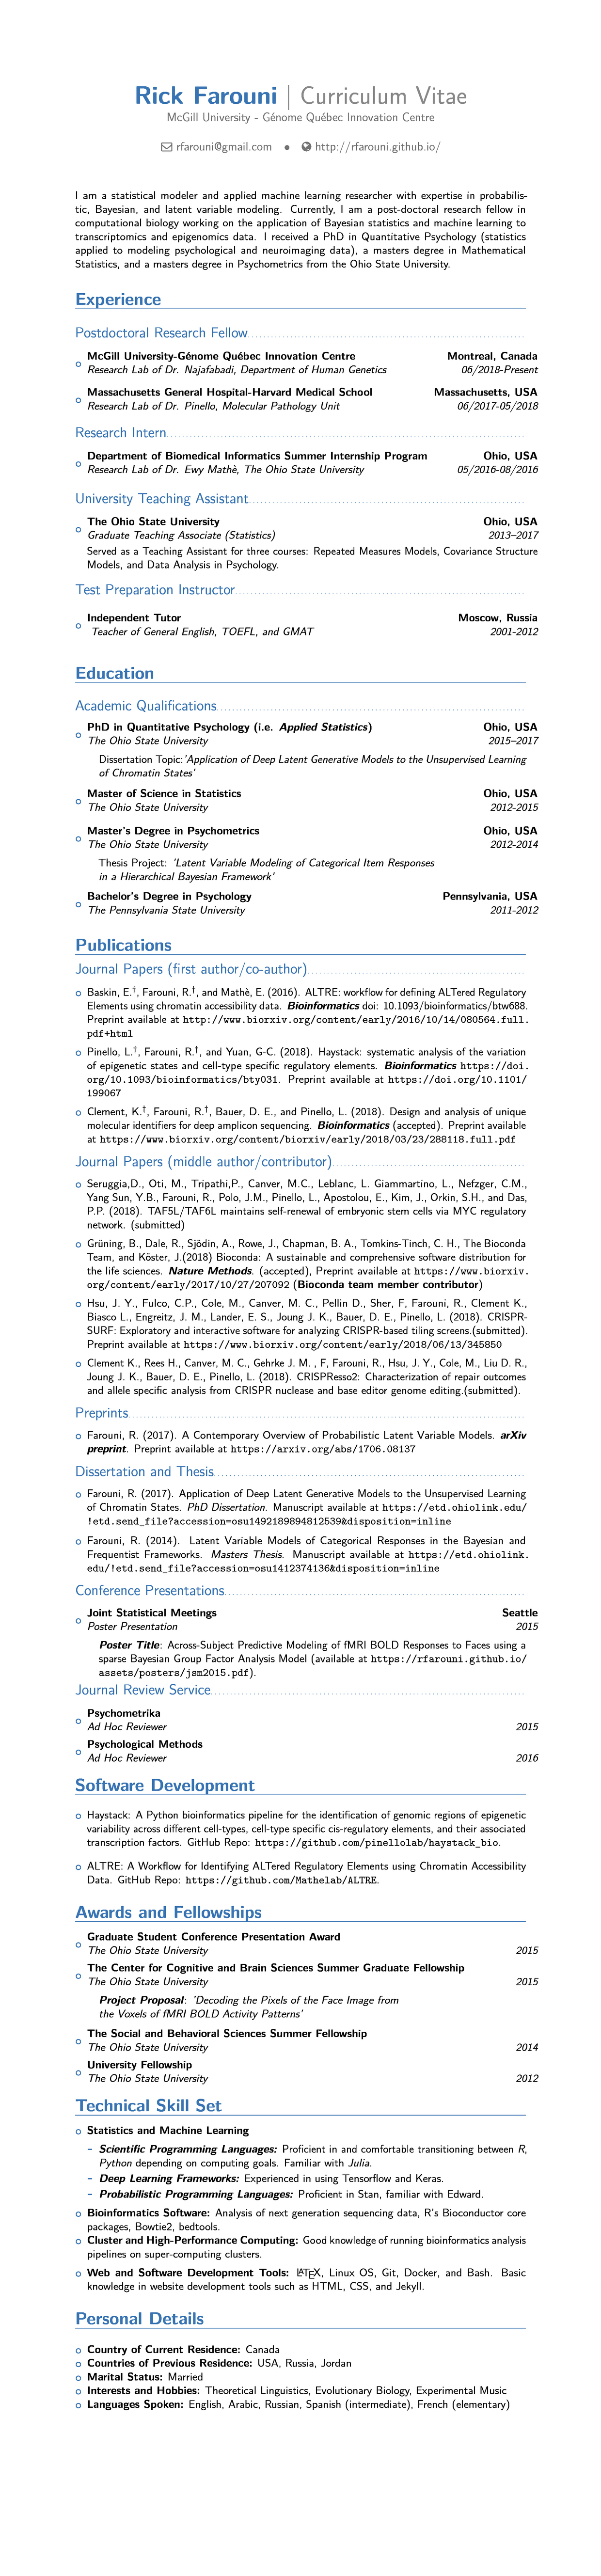 Rick Farouni | Curriculum Vitae
McGill University - Génome Québec Innovation Centre
rfarouni@gmail.com • http://rfarouni.github.io/
I am a statistical modeler and applied machine learning researcher with expertise in probabilis-
tic, Bayesian, and latent variable modeling. Currently, I am a post-doctoral research fellow in
computational biology working on the application of Bayesian statistics and machine learning to
transcriptomics and epigenomics data. I received a PhD in Quantitative Psychology (statistics
applied to modeling psychological and neuroimaging data), a masters degree in Mathematical
Statistics, and a masters degree in Psychometrics from the Ohio State University.
Experience
Postdoctoral Research Fellow
McGill University-Génome Québec Innovation Centre Montreal, Canada
Research Lab of Dr. Najafabadi, Department of Human Genetics 06/2018-Present
Massachusetts General Hospital-Harvard Medical School Massachusetts, USA
Research Lab of Dr. Pinello, Molecular Pathology Unit 06/2017-05/2018
Research Intern
Department of Biomedical Informatics Summer Internship Program Ohio, USA
Research Lab of Dr. Ewy Mathè, The Ohio State University 05/2016-08/2016
University Teaching Assistant
The Ohio State University Ohio, USA
Graduate Teaching Associate (Statistics) 2013–2017
Served as a Teaching Assistant for three courses: Repeated Measures Models, Covariance Structure
Models, and Data Analysis in Psychology.
Test Preparation Instructor
Independent Tutor Moscow, Russia
Teacher of General English, TOEFL, and GMAT 2001-2012
Education
Academic Qualifications
PhD in Quantitative Psychology (i.e. Applied Statistics) Ohio, USA
The Ohio State University 2015–2017
Dissertation Topic:'Application of Deep Latent Generative Models to the Unsupervised Learning
of Chromatin States'
Master of Science in Statistics Ohio, USA
The Ohio State University 2012-2015
Master's Degree in Psychometrics Ohio, USA
The Ohio State University 2012-2014
Thesis Project: 'Latent Variable Modeling of Categorical Item Responses
in a Hierarchical Bayesian Framework'
Bachelor's Degree in Psychology Pennsylvania, USA
The Pennsylvania State University 2011-2012
Publications
Journal Papers (first author/co-author)
Baskin, E.†, Farouni, R.†, and Mathè, E. (2016). ALTRE: workflow for defining ALTered Regulatory
Elements using chromatin accessibility data. Bioinformatics doi: 10.1093/bioinformatics/btw688.
Preprint available at http://www.biorxiv.org/content/early/2016/10/14/080564.full.
pdf+html
Pinello, L.†, Farouni, R.†, and Yuan, G-C. (2018). Haystack: systematic analysis of the variation
of epigenetic states and cell-type specific regulatory elements. Bioinformatics https://doi.
org/10.1093/bioinformatics/bty031. Preprint available at https://doi.org/10.1101/
199067
Clement, K.†, Farouni, R.†, Bauer, D. E., and Pinello, L. (2018). Design and analysis of unique
molecular identifiers for deep amplicon sequencing. Bioinformatics (accepted). Preprint available
at https://www.biorxiv.org/content/biorxiv/early/2018/03/23/288118.full.pdf
Journal Papers (middle author/contributor)
Seruggia,D., Oti, M., Tripathi,P., Canver, M.C., Leblanc, L. Giammartino, L., Nefzger, C.M.,
Yang Sun, Y.B., Farouni, R., Polo, J.M., Pinello, L., Apostolou, E., Kim, J., Orkin, S.H., and Das,
P.P. (2018). TAF5L/TAF6L maintains self-renewal of embryonic stem cells via MYC regulatory
network. (submitted)
Grüning, B., Dale, R., Sjödin, A., Rowe, J., Chapman, B. A., Tomkins-Tinch, C. H., The Bioconda
Team, and Köster, J.(2018) Bioconda: A sustainable and comprehensive software distribution for
the life sciences. Nature Methods. (accepted), Preprint available at https://www.biorxiv.
org/content/early/2017/10/27/207092 (Bioconda team member contributor)
Hsu, J. Y., Fulco, C.P., Cole, M., Canver, M. C., Pellin D., Sher, F, Farouni, R., Clement K.,
Biasco L., Engreitz, J. M., Lander, E. S., Joung J. K., Bauer, D. E., Pinello, L. (2018). CRISPR-
SURF: Exploratory and interactive software for analyzing CRISPR-based tiling screens.(submitted).
Preprint available at https://www.biorxiv.org/content/early/2018/06/13/345850
Clement K., Rees H., Canver, M. C., Gehrke J. M. , F, Farouni, R., Hsu, J. Y., Cole, M., Liu D. R.,
Joung J. K., Bauer, D. E., Pinello, L. (2018). CRISPResso2: Characterization of repair outcomes
and allele specific analysis from CRISPR nuclease and base editor genome editing.(submitted).
Preprints
Farouni, R. (2017). A Contemporary Overview of Probabilistic Latent Variable Models. arXiv
preprint. Preprint available at https://arxiv.org/abs/1706.08137
Dissertation and Thesis
Farouni, R. (2017). Application of Deep Latent Generative Models to the Unsupervised Learning
of Chromatin States. PhD Dissertation. Manuscript available at https://etd.ohiolink.edu/
!etd.send_file?accession=osu1492189894812539&disposition=inline
Farouni, R. (2014). Latent Variable Models of Categorical Responses in the Bayesian and
Frequentist Frameworks. Masters Thesis. Manuscript available at https://etd.ohiolink.
edu/!etd.send_file?accession=osu1412374136&disposition=inline
Conference Presentations
Joint Statistical Meetings Seattle
Poster Presentation 2015
Poster Title: Across-Subject Predictive Modeling of fMRI BOLD Responses to Faces using a
sparse Bayesian Group Factor Analysis Model (available at https://rfarouni.github.io/
assets/posters/jsm2015.pdf).
Journal Review Service
Psychometrika
Ad Hoc Reviewer 2015
Psychological Methods
Ad Hoc Reviewer 2016
Software Development
Haystack: A Python bioinformatics pipeline for the identification of genomic regions of epigenetic
variability across different cell-types, cell-type specific cis-regulatory elements, and their associated
transcription factors. GitHub Repo: https://github.com/pinellolab/haystack_bio.
ALTRE: A Workflow for Identifying ALTered Regulatory Elements using Chromatin Accessibility
Data. GitHub Repo: https://github.com/Mathelab/ALTRE.
Awards and Fellowships
Graduate Student Conference Presentation Award
The Ohio State University 2015
The Center for Cognitive and Brain Sciences Summer Graduate Fellowship
The Ohio State University 2015
Project Proposal: 'Decoding the Pixels of the Face Image from
the Voxels of fMRI BOLD Activity Patterns'
The Social and Behavioral Sciences Summer Fellowship
The Ohio State University 2014
University Fellowship
The Ohio State University 2012
Technical Skill Set
Statistics and Machine Learning
– Scientific Programming Languages: Proficient in and comfortable transitioning between R,
Python depending on computing goals. Familiar with Julia.
– Deep Learning Frameworks: Experienced in using Tensorflow and Keras.
– Probabilistic Programming Languages: Proficient in Stan, familiar with Edward.
Bioinformatics Software: Analysis of next generation sequencing data, R's Bioconductor core
packages, Bowtie2, bedtools.
Cluster and High-Performance Computing: Good knowledge of running bioinformatics analysis
pipelines on super-computing clusters.
Web and Software Development Tools: LATEX, Linux OS, Git, Docker, and Bash. Basic
knowledge in website development tools such as HTML, CSS, and Jekyll.
Personal Details
Country of Current Residence: Canada
Countries of Previous Residence: USA, Russia, Jordan
Marital Status: Married
Interests and Hobbies: Theoretical Linguistics, Evolutionary Biology, Experimental Music
Languages Spoken: English, Arabic, Russian, Spanish (intermediate), French (elementary)